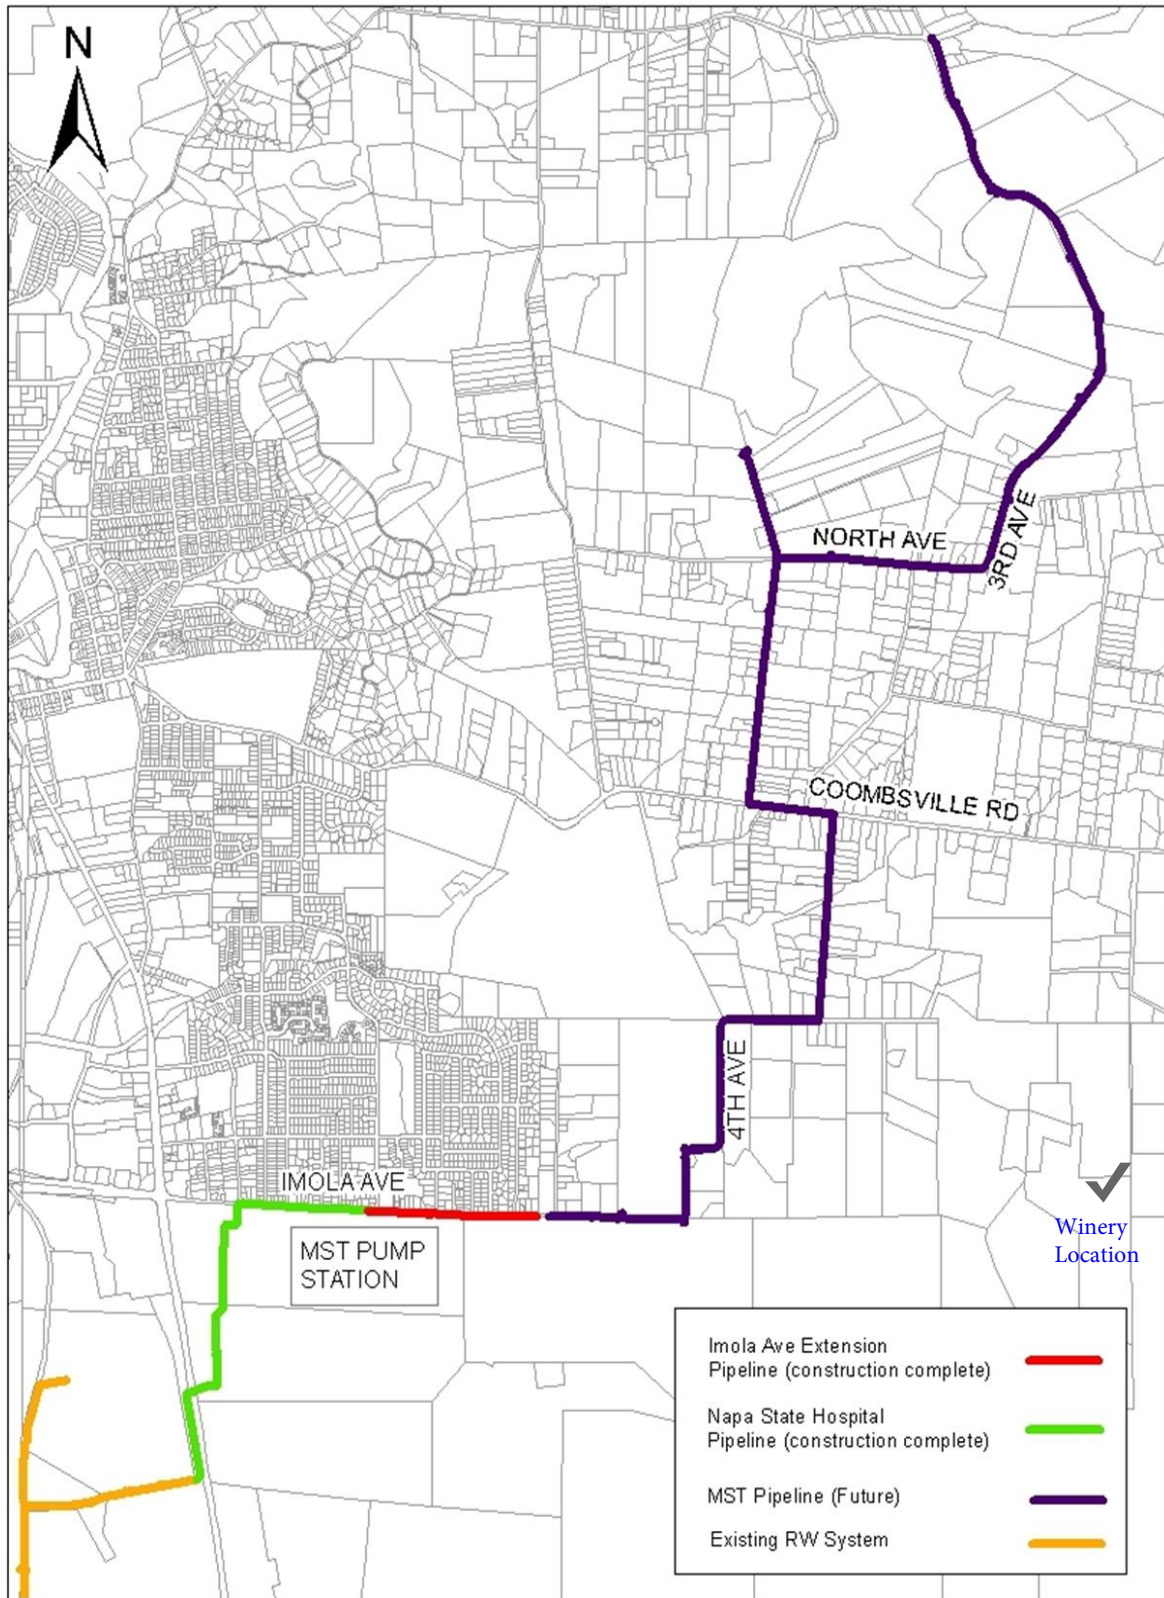 N
NORTH AVE
3RD AVE
COOMBSVILLE RD
4TH AVE
IMOLA AVE
MST PUMP
STATION
Winery
Location
Imola Ave Extension
Pipeline (construction complete)
Napa State Hospital
Pipeline (construction complete)
MST Pipeline (Future)
Existing RW System